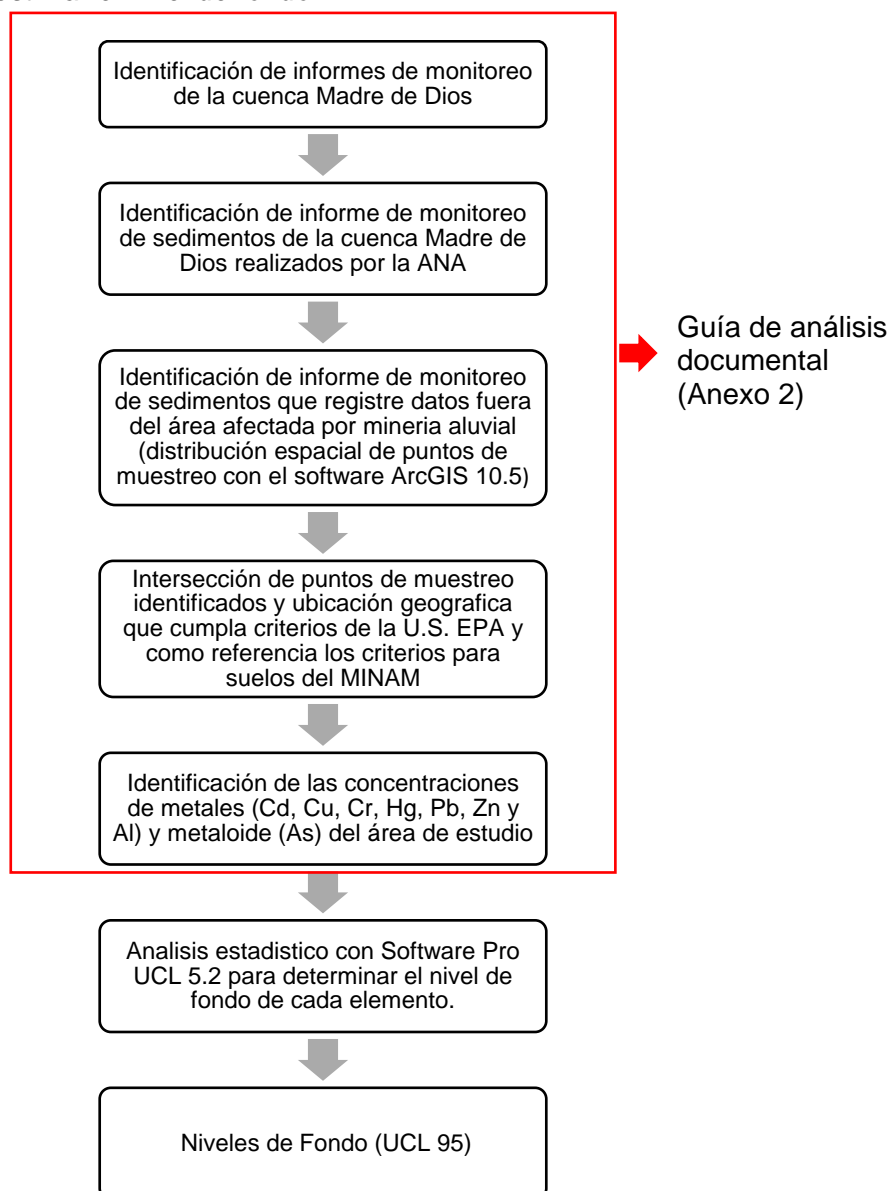 Identificación de informes de monitoreo
de la cuenca Madre de Dios
Identificación de informe de monitoreo
de sedimentos de la cuenca Madre de
Dios realizados por la ANA
Identificación de informe de monitoreo
de sedimentos que registre datos fuera
del área afectada por mineria aluvial
(distribución espacial de puntos de
muestreo con el software ArcGIS 10.5)
Guía de análisis
documental
(Anexo 2)
Intersección de puntos de muestreo
identificados y ubicación geografica
que cumpla criterios de la U.S. EPA y
como referencia los criterios para
suelos del MINAM
Identificación de las concentraciones
de metales (Cd, Cu, Cr, Hg, Pb, Zn y
Al) y metaloide (As) del área de estudio
Analisis estadistico con Software Pro
UCL 5.2 para determinar el nivel de
fondo de cada elemento.
Niveles de Fondo (UCL 95)